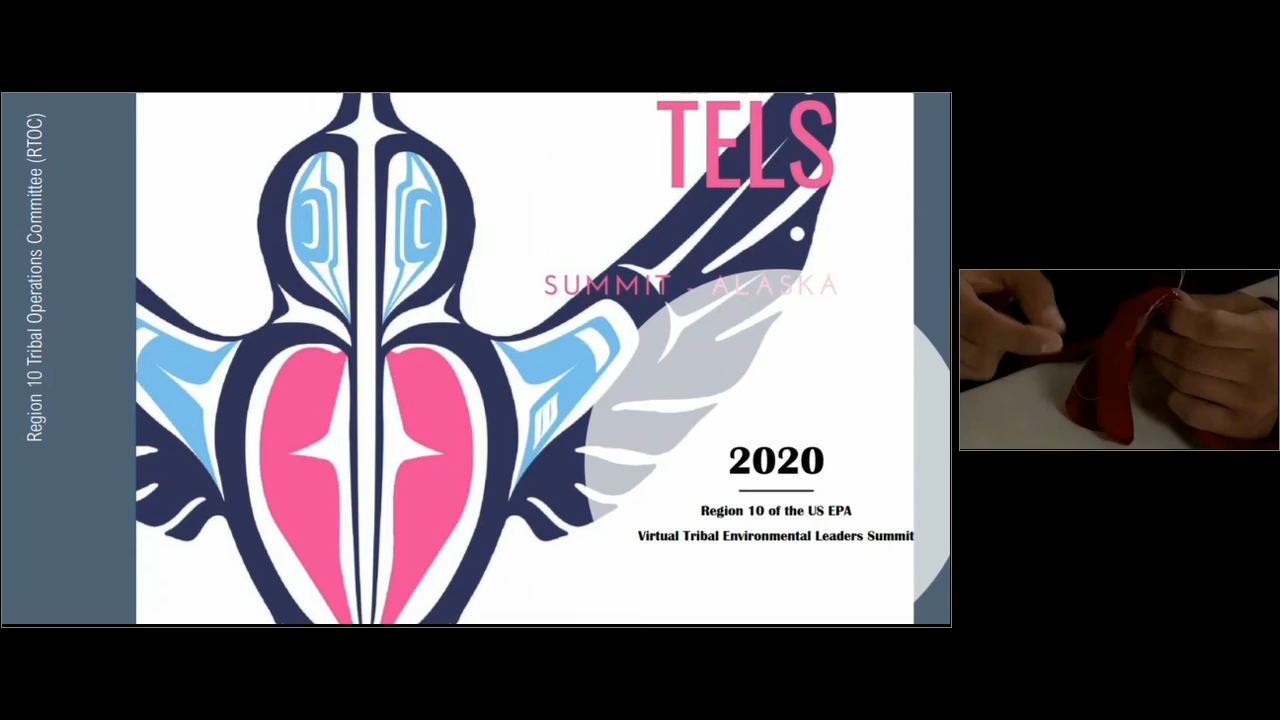 Region 10 Tribal Operations Committee (RTOC)
TELS
SUMMIT - ALASKA
2020
Region 10 of the US EPA
Virtual Tribal Environmental Leaders Summit